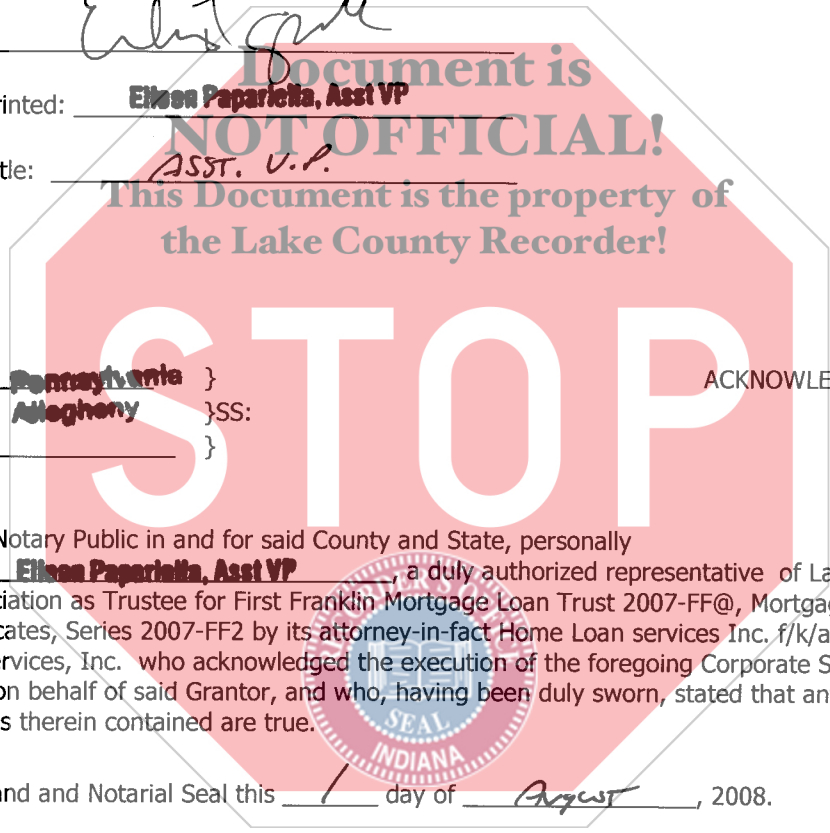 Document is
rinted: Eileen Papariella, Asst VP
NOT OFFICIAL!
tle: ASST. V.P.
This Document is the property of
the Lake County Recorder!
STOP
Pennsylvania } ACKNOWLE
Allegheny }SS:
}
Notary Public in and for said County and State, personally
Eileen Papariella, Asst VP , a duly authorized representative of La
iation as Trustee for First Franklin Mortgage Loan Trust 2007-FF@, Mortgag
cates, Series 2007-FF2 by its attorney-in-fact Home Loan services Inc. f/k/a
rvices, Inc. who acknowledged the execution of the foregoing Corporate S
on behalf of said Grantor, and who, having been duly sworn, stated that an
s therein contained are true.
SEAL
INDIANA
nd and Notarial Seal this 1 day of August , 2008.